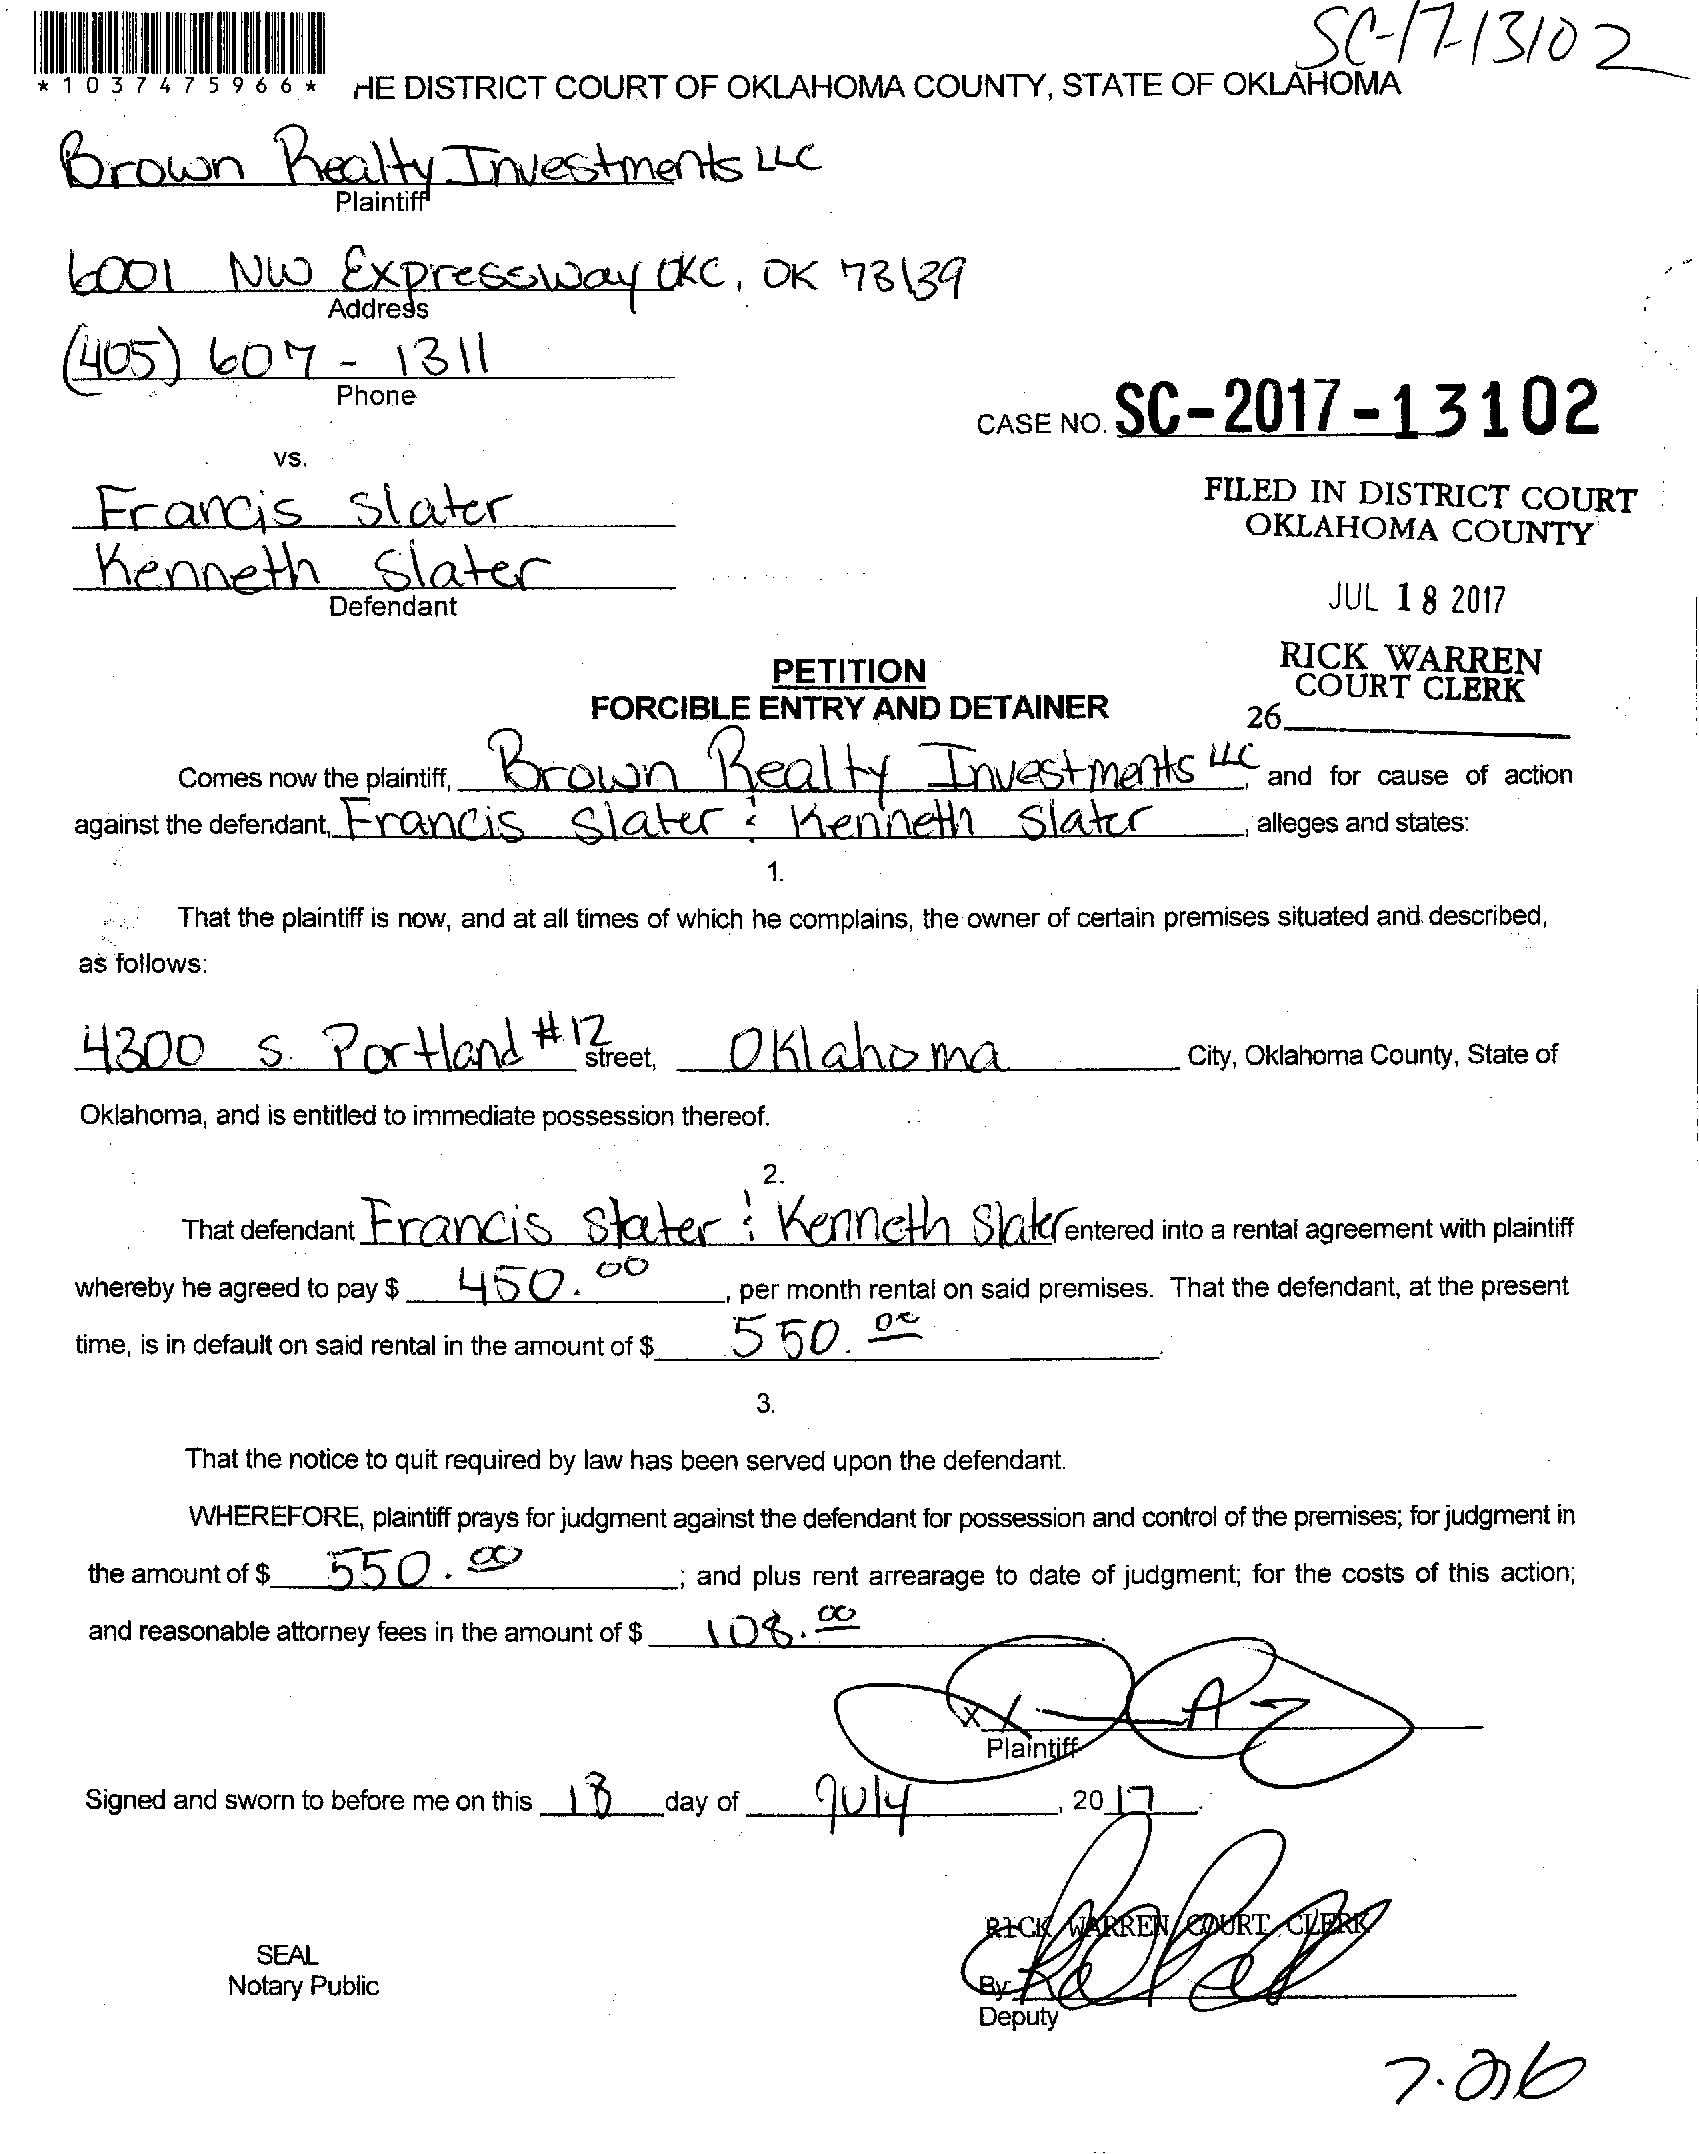 SC-17-13102
*1037475966*
HE DISTRICT COURT OF OKLAHOMA COUNTY, STATE OF OKLAHOMA
Brown Realty Investments LLC
Plaintiff
6001 NW Expressway OKC, OK 73139
Address
(405) 607-1311
Phone
CASE NO. SC-2017-13102
vs.
FILED IN DISTRICT COURT
OKLAHOMA COUNTY
Francis Slater
Kenneth Slater
Defendant
JUL 18 2017
RICK WARREN
COURT CLERK
26
PETITION
FORCIBLE ENTRY AND DETAINER
Comes now the plaintiff, Brown Realty Investments LLC, and for cause of action
against the defendant, Francis Slater & Kenneth Slater, alleges and states:
1.
That the plaintiff is now, and at all times of which he complains, the owner of certain premises situated and described,
as follows:
4300 S. Portland #12 street, Oklahoma City, Oklahoma County, State of
Oklahoma, and is entitled to immediate possession thereof.
2.
That defendant Francis Slater & Kenneth Slater entered into a rental agreement with plaintiff
whereby he agreed to pay $ 450.00, per month rental on said premises. That the defendant, at the present
time, is in default on said rental in the amount of $ 550.00.
3.
That the notice to quit required by law has been served upon the defendant.
WHEREFORE, plaintiff prays for judgment against the defendant for possession and control of the premises; for judgment in
the amount of $ 550.00; and plus rent arrearage to date of judgment; for the costs of this action;
and reasonable attorney fees in the amount of $ 108.00
X
Plaintiff
Signed and sworn to before me on this 18 day of July, 2017.
RICK WARREN COURT CLERK
SEAL
Notary Public
By
Deputy
7.26